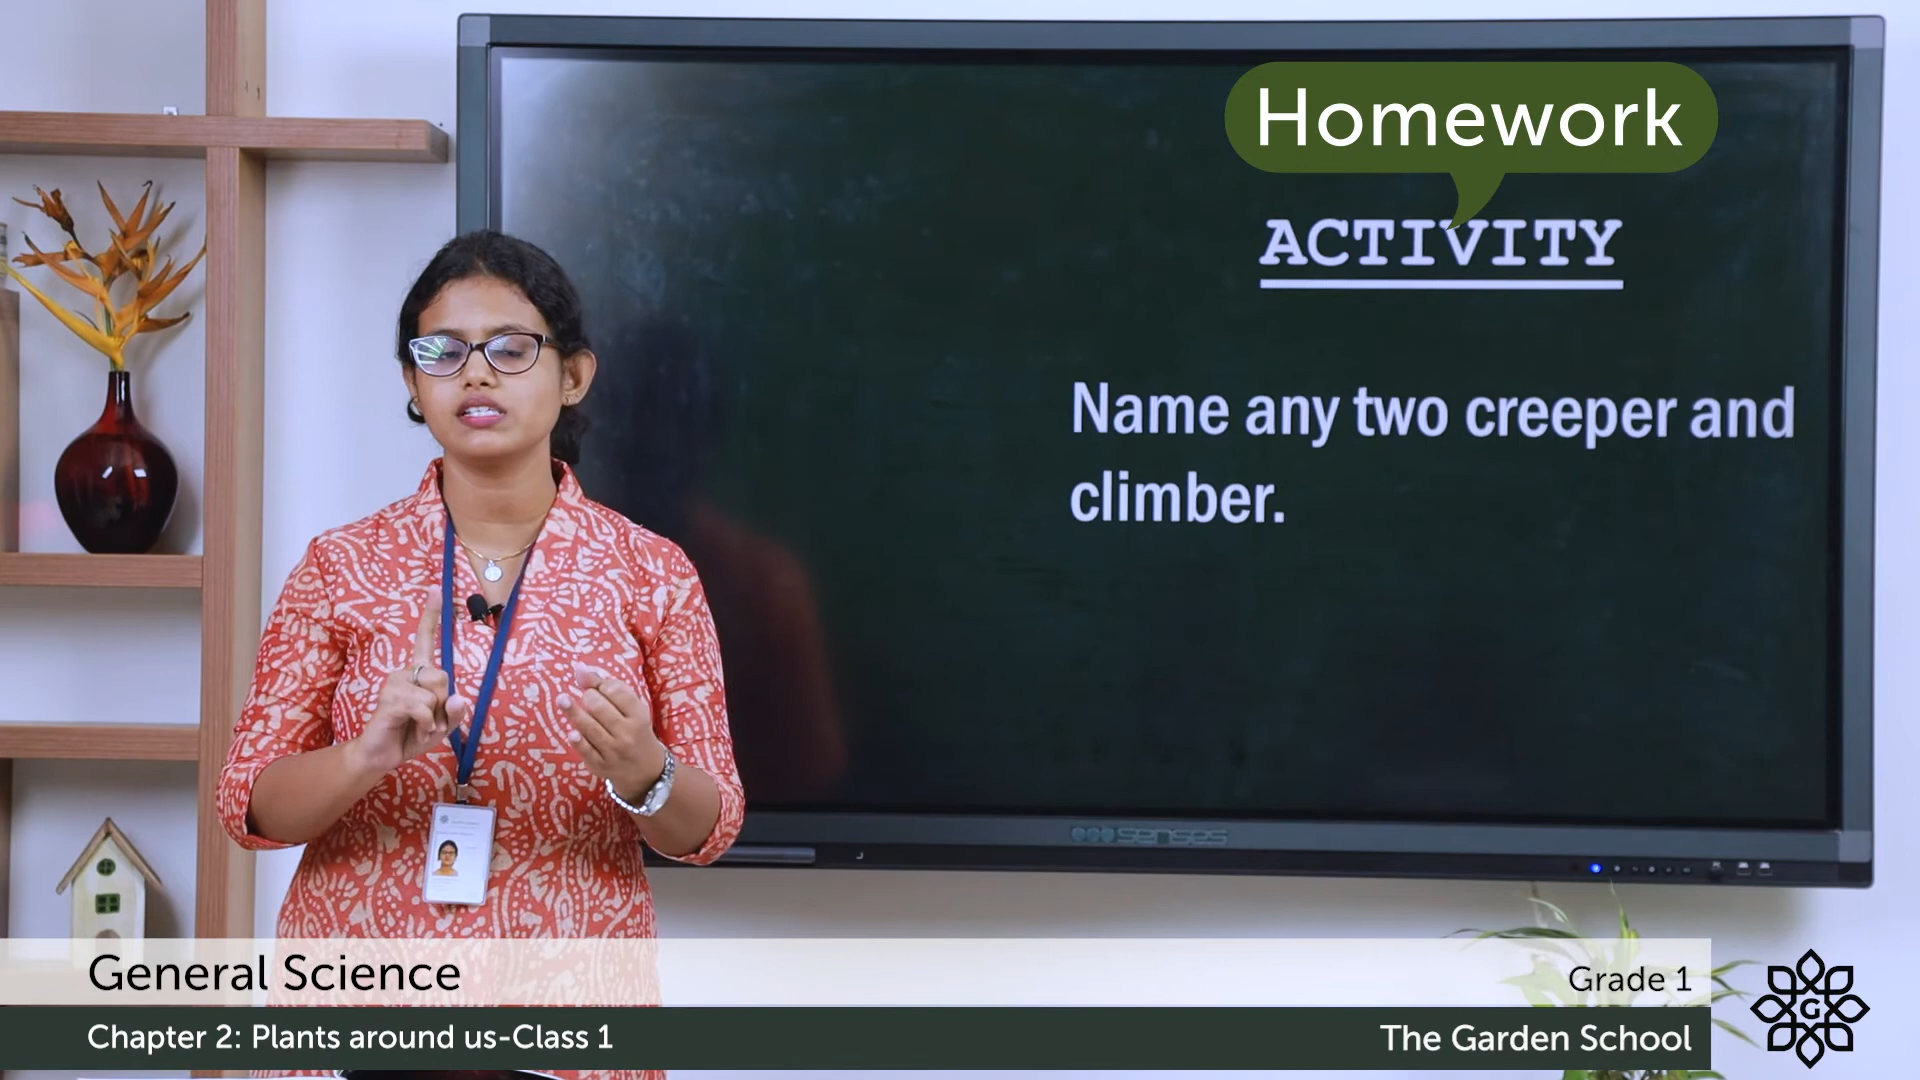 Homework
ACTIVITY
Name any two creeper and
climber.
senses
General Science
Grade 1
Chapter 2: Plants around us-Class 1
The Garden School
G